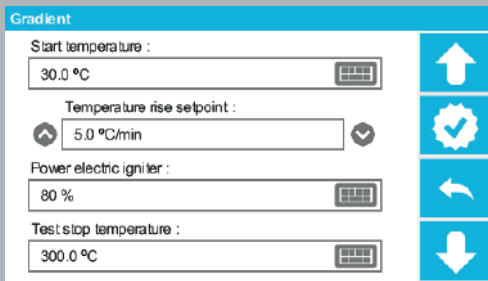 Gradient
Start temperature :
30.0 ºC
Temperature rise setpoint :
5.0 ºC/min
Power electric igniter :
80 %
Test stop temperature :
300.0 ºC